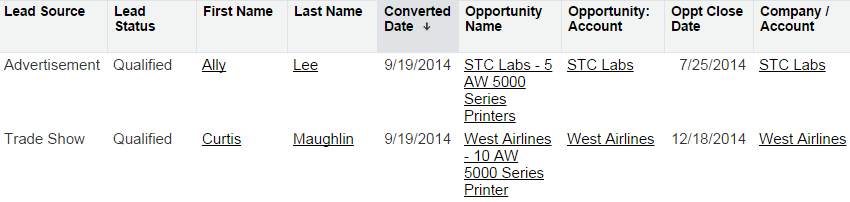 Lead Source Lead Status First Name Last Name Converted Date ↓ Opportunity Name Opportunity: Account Oppt Close Date Company / Account
Advertisement Qualified Ally Lee 9/19/2014 STC Labs - 5 AW 5000 Series Printers STC Labs 7/25/2014 STC Labs
Trade Show Qualified Curtis Maughlin 9/19/2014 West Airlines - 10 AW 5000 Series Printer West Airlines 12/18/2014 West Airlines